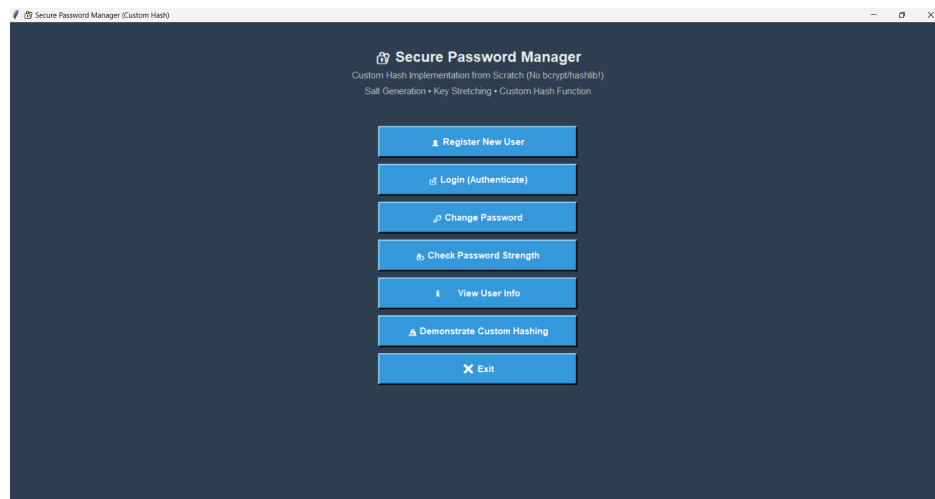 Secure Password Manager (Custom Hash)
Secure Password Manager
Custom Hash Implementation from Scratch (No bcrypt/hashlib!)
Salt Generation • Key Stretching • Custom Hash Function
Register New User
Login (Authenticate)
Change Password
Check Password Strength
View User Info
Demonstrate Custom Hashing
Exit